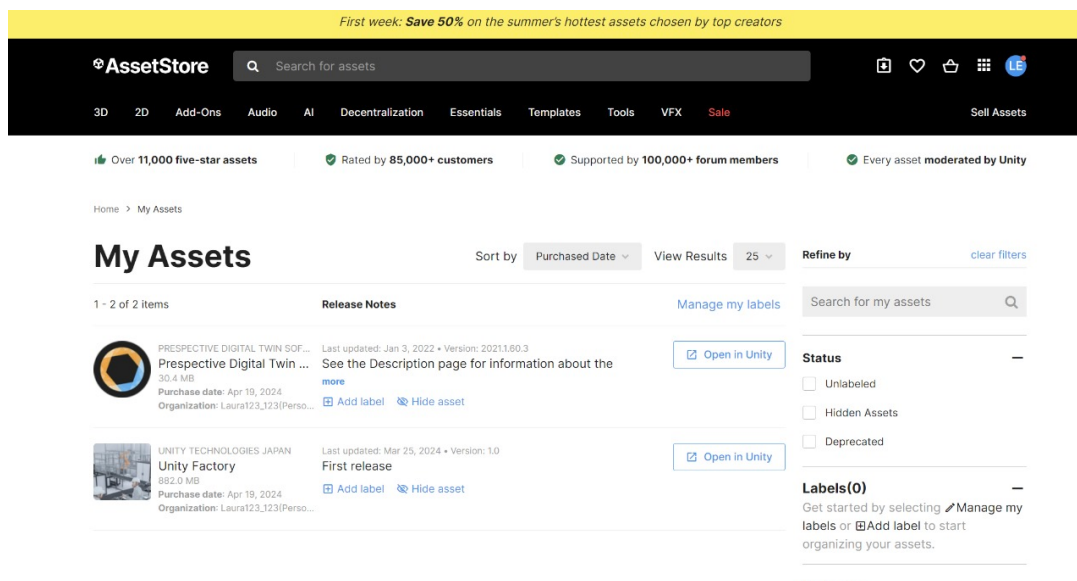 First week: Save 50% on the summer's hottest assets chosen by top creators
AssetStore
Search for assets
LE
3D 2D Add-Ons Audio AI Decentralization Essentials Templates Tools VFX Sale Sell Assets
Over 11,000 five-star assets Rated by 85,000+ customers Supported by 100,000+ forum members Every asset moderated by Unity
Home > My Assets
My Assets
Sort by Purchased Date View Results 25
Refine by clear filters
1 - 2 of 2 items Release Notes Manage my labels
Search for my assets
PRESPECTIVE DIGITAL TWIN SOF...
Prespective Digital Twin ...
30.4 MB
Purchase date: Apr 19, 2024
Organization: Laura123_123(Perso...
Last updated: Jan 3, 2022 • Version: 2021.1.60.3
See the Description page for information about the
more
Add label Hide asset
Open in Unity
UNITY TECHNOLOGIES JAPAN
Unity Factory
882.0 MB
Purchase date: Apr 19, 2024
Organization: Laura123_123(Perso...
Last updated: Mar 25, 2024 • Version: 1.0
First release
Add label Hide asset
Open in Unity
Status
Unlabeled
Hidden Assets
Deprecated
Labels(0)
Get started by selecting Manage my
labels or Add label to start
organizing your assets.